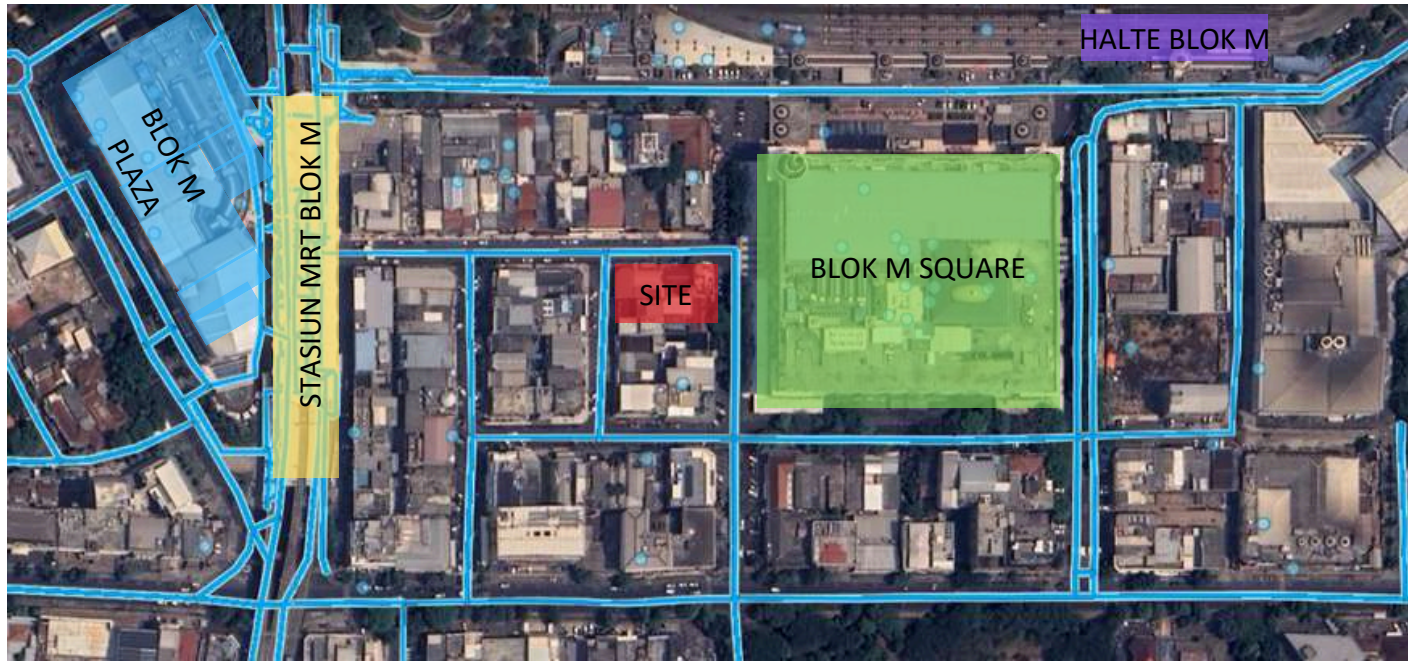 HALTE BLOK M
BLOK M
PLAZA
STASIUN MRT BLOK M
SITE
BLOK M SQUARE